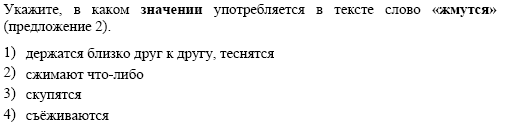 Укажите, в каком значении употребляется в тексте слово «жмутся»
(предложение 2).
1) держатся близко друг к другу, теснятся
2) сжимают что-либо
3) скупятся
4) съёживаются